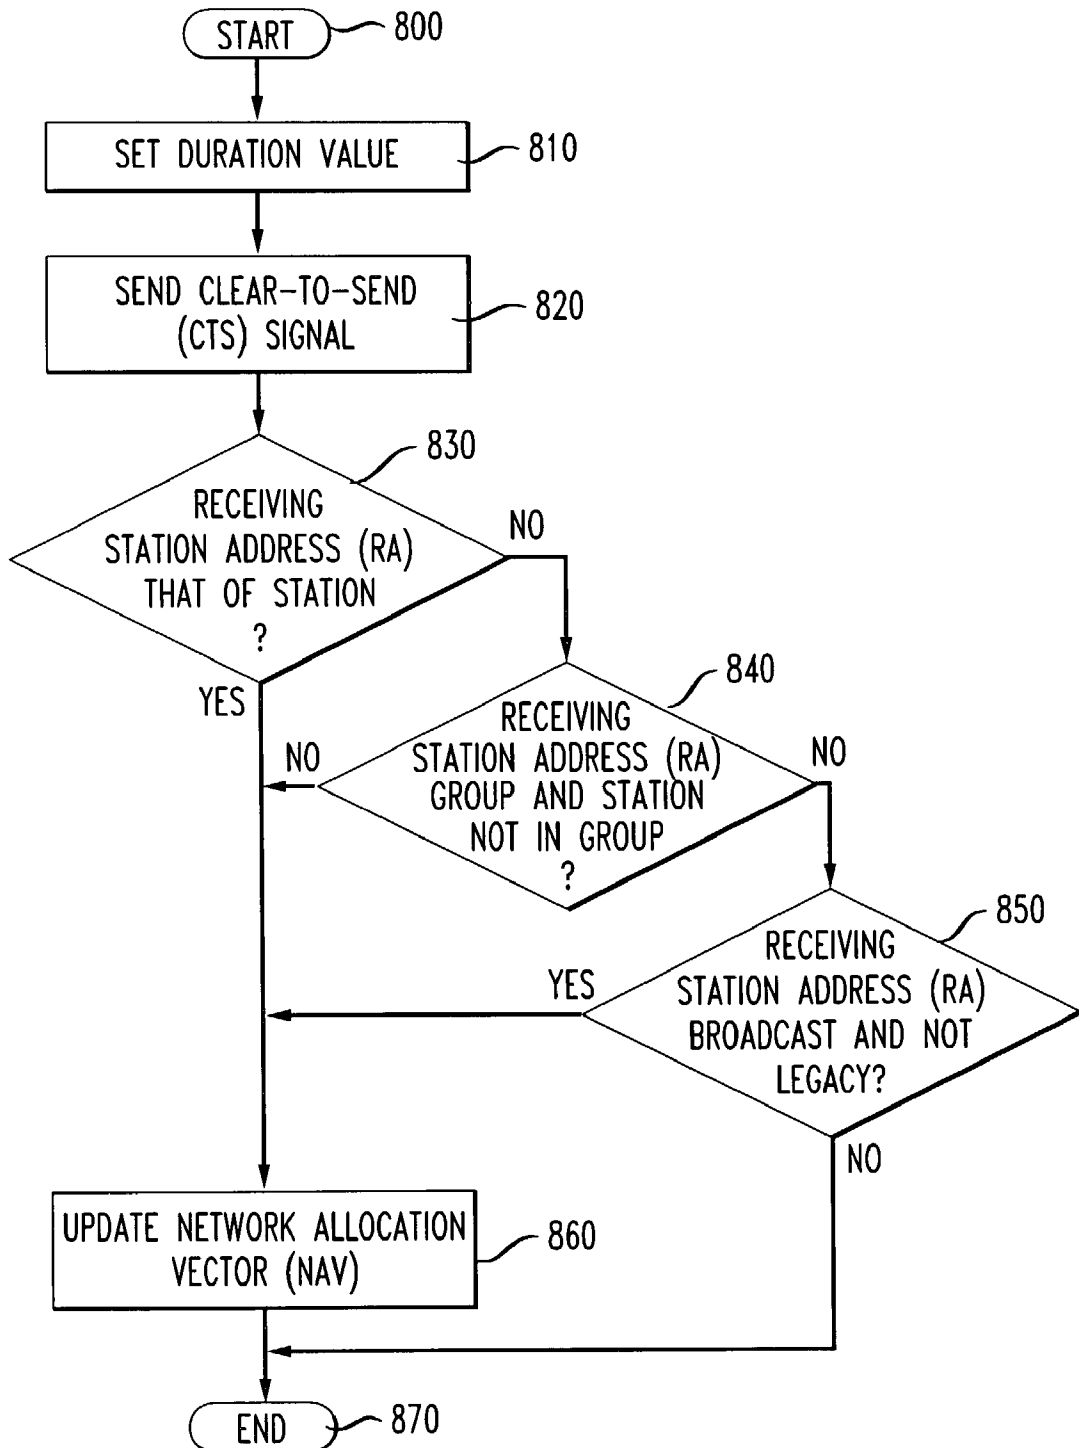 START
800
SET DURATION VALUE
810
SEND CLEAR-TO-SEND
(CTS) SIGNAL
820
830
RECEIVING
STATION ADDRESS (RA)
THAT OF STATION
?
NO
YES
840
RECEIVING
STATION ADDRESS (RA)
GROUP AND STATION
NOT IN GROUP
?
NO
NO
850
RECEIVING
STATION ADDRESS (RA)
BROADCAST AND NOT
LEGACY?
YES
NO
UPDATE NETWORK ALLOCATION
VECTOR (NAV)
860
END
870